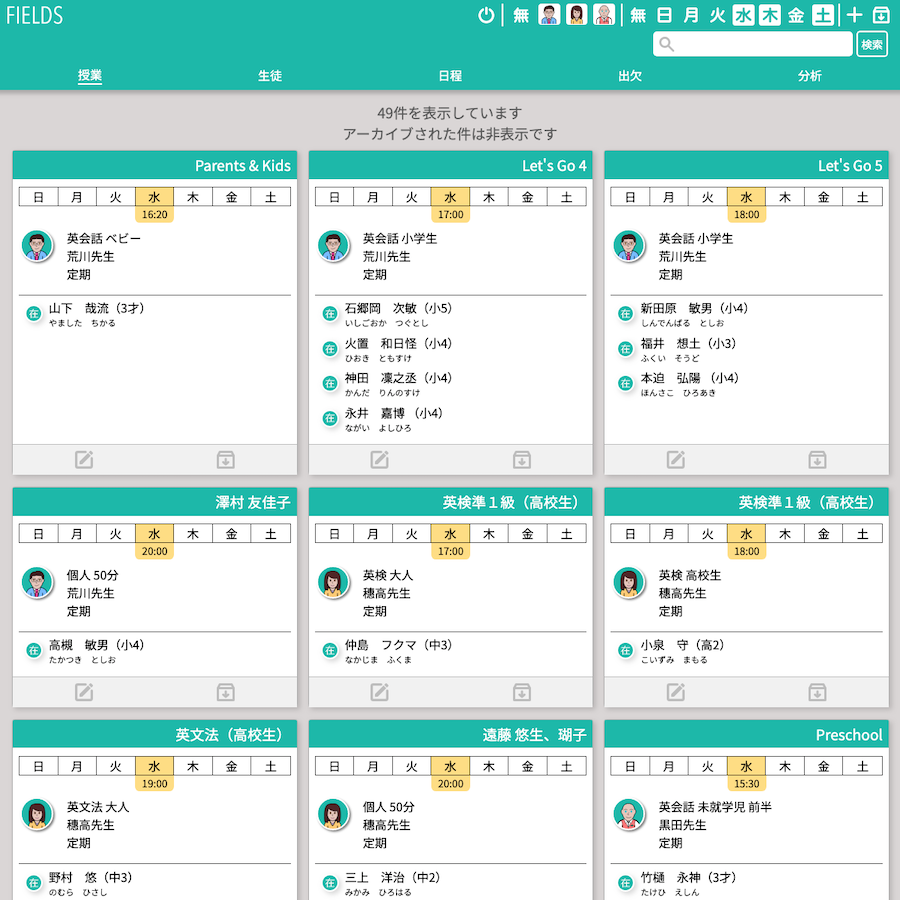 FIELDS
無 無 日 月 火 水 木 金 土
検索
授業 生徒 日程 出欠 分析
49件を表示しています
アーカイブされた件は非表示です
Parents & Kids
日 月 火 水 木 金 土
16:20
英会話 ベビー
荒川先生
定期
在 山下 哉流（3才）
やました ちかる
Let's Go 4
日 月 火 水 木 金 土
17:00
英会話 小学生
荒川先生
定期
在 石郷岡 次敏（小5）
いしごおか つぐとし
在 火置 和日怪（小4）
ひおき ともすけ
在 神田 凜之丞（小4）
かんだ りんのすけ
在 永井 嘉博 （小4）
ながい よしひろ
Let's Go 5
日 月 火 水 木 金 土
18:00
英会話 小学生
荒川先生
定期
在 新田原 敏男（小4）
しんでんばる としお
在 福井 想土（小3）
ふくい そうど
在 本迫 弘陽 （小4）
ほんさこ ひろあき
澤村 友佳子
日 月 火 水 木 金 土
20:00
個人 50分
荒川先生
定期
在 高槻 敏男（小4）
たかつき としお
英検準１級（高校生）
日 月 火 水 木 金 土
17:00
英検 大人
穂高先生
定期
在 仲島 フクマ（中3）
なかじま ふくま
英検準１級（高校生）
日 月 火 水 木 金 土
18:00
英検 高校生
穂高先生
定期
在 小泉 守（高2）
こいずみ まもる
英文法（高校生）
日 月 火 水 木 金 土
19:00
英文法 大人
穂高先生
定期
在 野村 悠（中3）
のむら ひさし
遠藤 悠生、瑚子
日 月 火 水 木 金 土
20:00
個人 50分
穂高先生
定期
在 三上 洋治（中2）
みかみ ひろはる
Preschool
日 月 火 水 木 金 土
15:30
英会話 未就学児 前半
黒田先生
定期
在 竹樋 永神（3才）
たけひ えしん